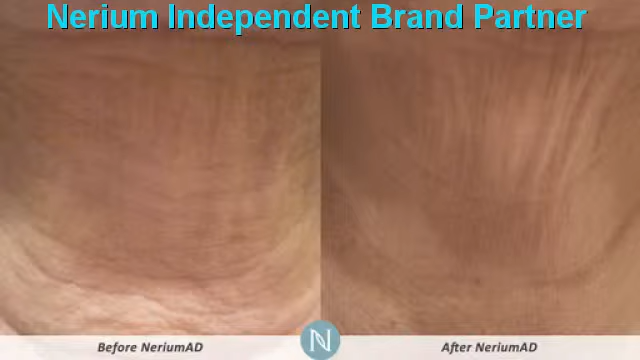 Nerium Independent Brand Partner
Before NeriumAD
N
After NeriumAD